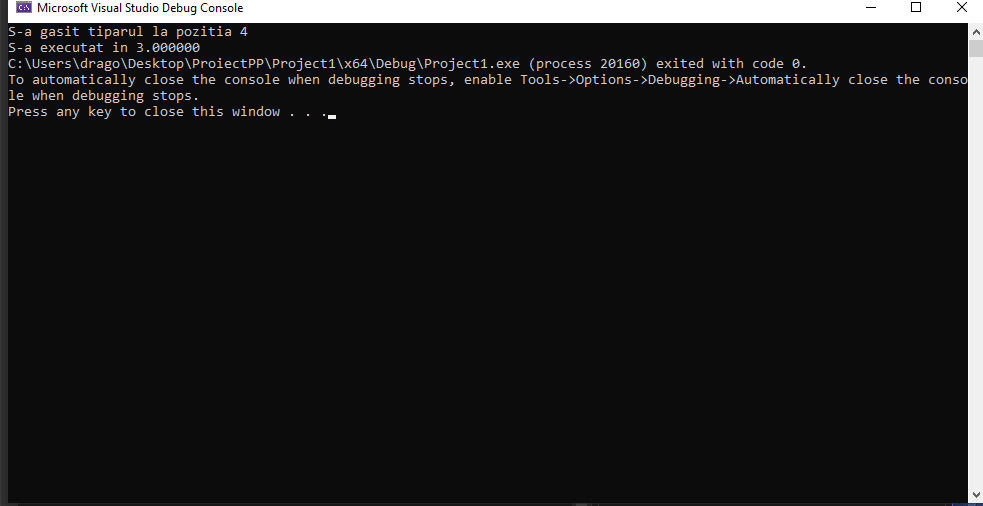 Microsoft Visual Studio Debug Console
S-a gasit tiparul la pozitia 4
S-a executat in 3.000000
C:\Users\drago\Desktop\ProiectPP\Project1\x64\Debug\Project1.exe (process 20160) exited with code 0.
To automatically close the console when debugging stops, enable Tools->Options->Debugging->Automatically close the conso
le when debugging stops.
Press any key to close this window . . .